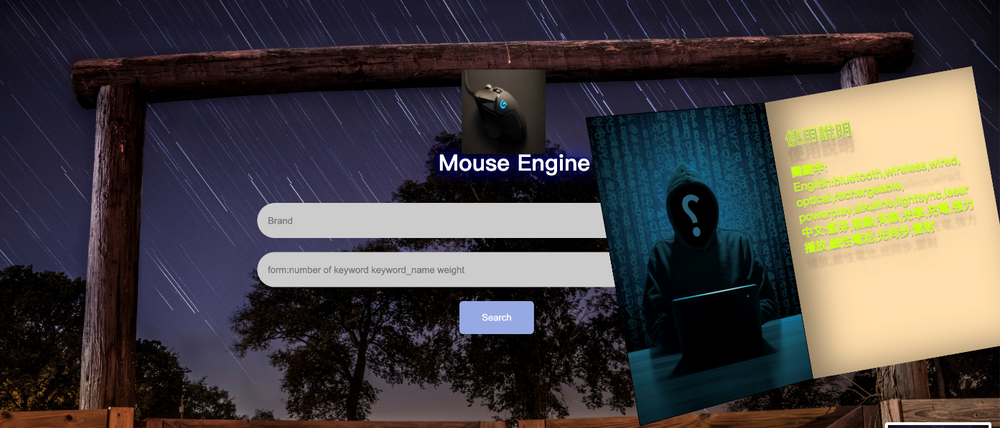 Mouse Engine
Brand
form:number of keyword keyword_name weight
Search
使用說明
關鍵字:
English:bluetooth,wireless,wired,
optical,rechargeable,
powerplay,alkaline,lightsync,laser
中文:藍芽,無線,有線,光學,充電,強力
播放,鹼性電池,光同步,雷射